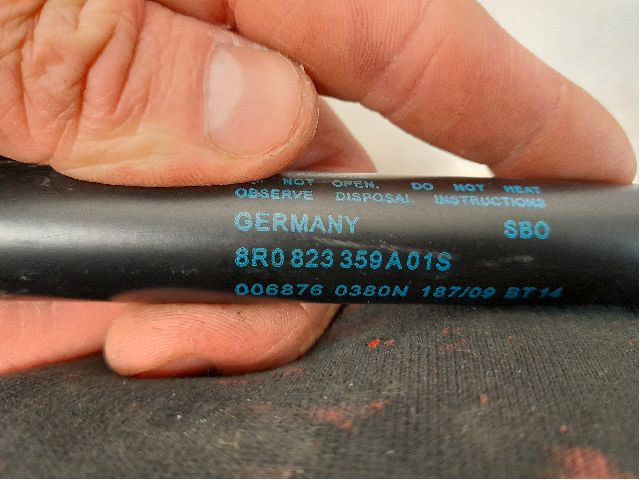 DO NOT OPEN. DO NOT HEAT
OBSERVE DISPOSAL INSTRUCTIONS
GERMANY SBO
8R0 823 359 A 01S
006876 0380N 187/09 BT14